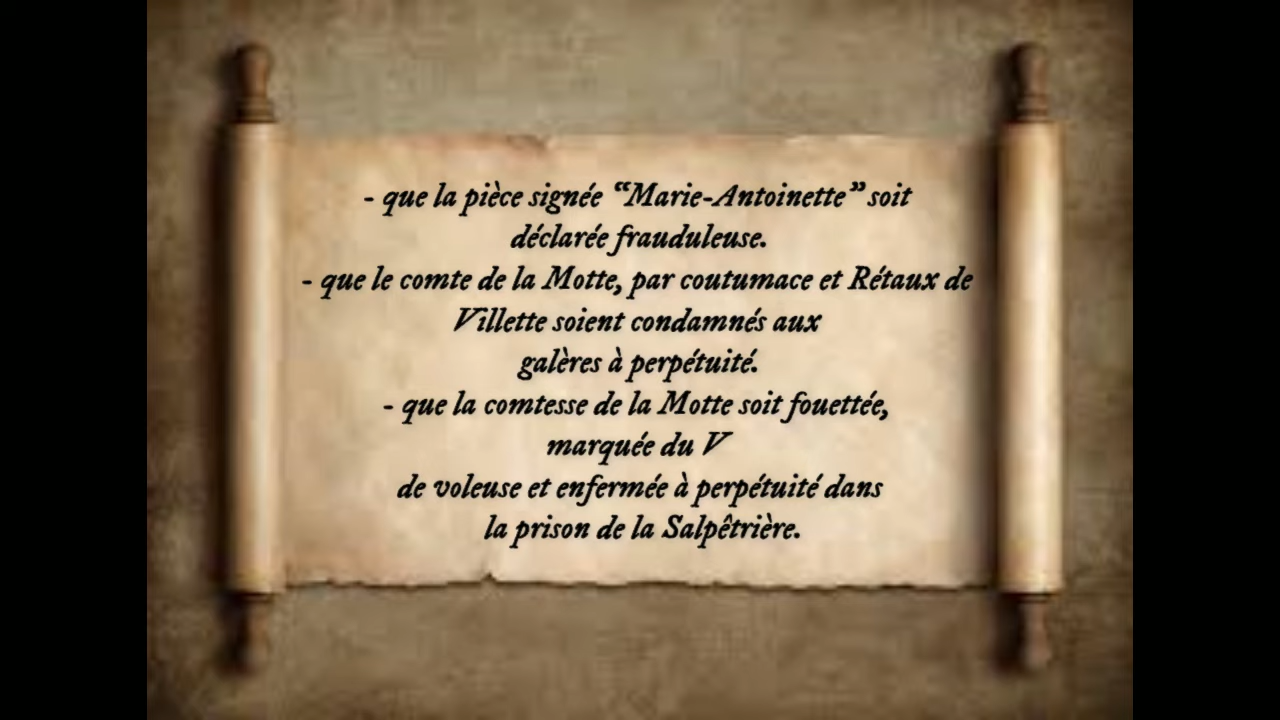 - que la pièce signée “Marie-Antoinette” soit
déclarée frauduleuse.
- que le comte de la Motte, par coutumace et Rétaux de
Villette soient condamnés aux
galères à perpétuité.
- que la comtesse de la Motte soit fouettée,
marquée du V
de voleuse et enfermée à perpétuité dans
la prison de la Salpêtrière.